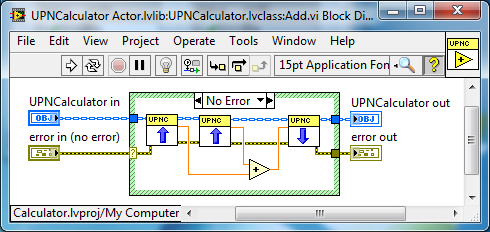 UPNCalculator Actor.lvlib:UPNCalculator.lvclass:Add.vi Block Di...
File Edit View Project Operate Tools
15pt Application Fon
UPNC
UPNCalculator in
No Error
UPNCalculator out
OBJ
UPNC
UPNC
UPNC
OBJ
error in (no error)
error out
?
Calculator.lvproj/My Computer